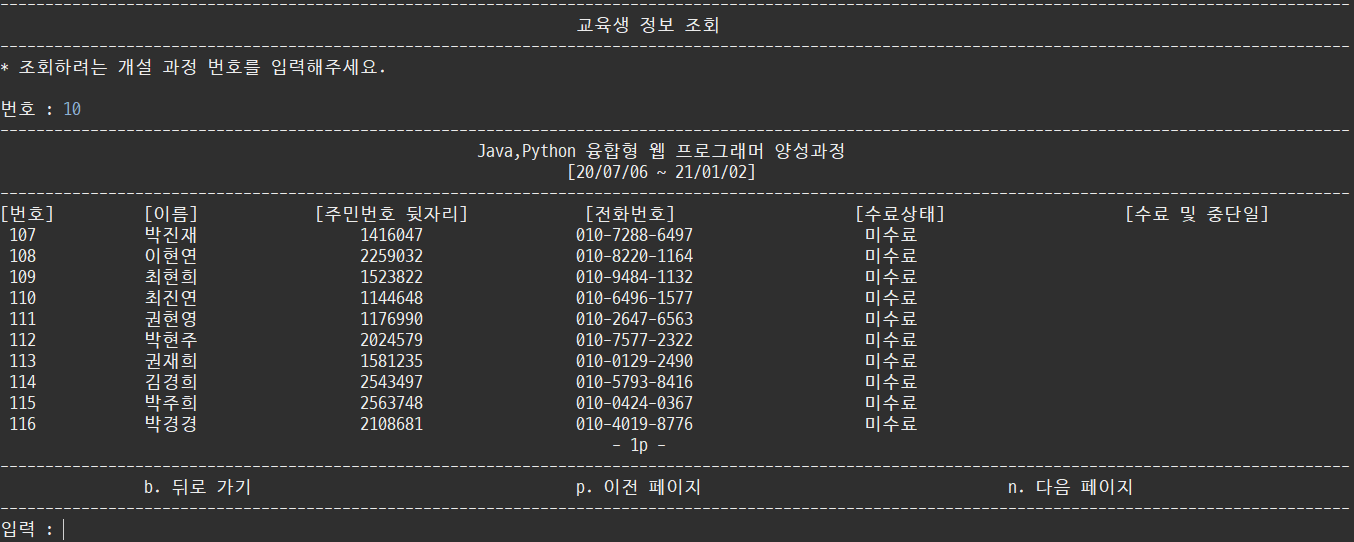 교육생 정보 조회
* 조회하려는 개설 과정 번호를 입력해주세요.
번호 : 10
Java,Python 융합형 웹 프로그래머 양성과정
[20/07/06 ~ 21/01/02]
[번호] [이름] [주민번호 뒷자리] [전화번호] [수료상태] [수료 및 중단일]
107 박진재 1416047 010-7288-6497 미수료
108 이현연 2259032 010-8220-1164 미수료
109 최현희 1523822 010-9484-1132 미수료
110 최진연 1144648 010-6496-1577 미수료
111 권현영 1176990 010-2647-6563 미수료
112 박현주 2024579 010-7577-2322 미수료
113 권재희 1581235 010-0129-2490 미수료
114 김경희 2543497 010-5793-8416 미수료
115 박주희 2563748 010-0424-0367 미수료
116 박경경 2108681 010-4019-8776 미수료
- 1p -
b. 뒤로 가기 p. 이전 페이지 n. 다음 페이지
입력 :